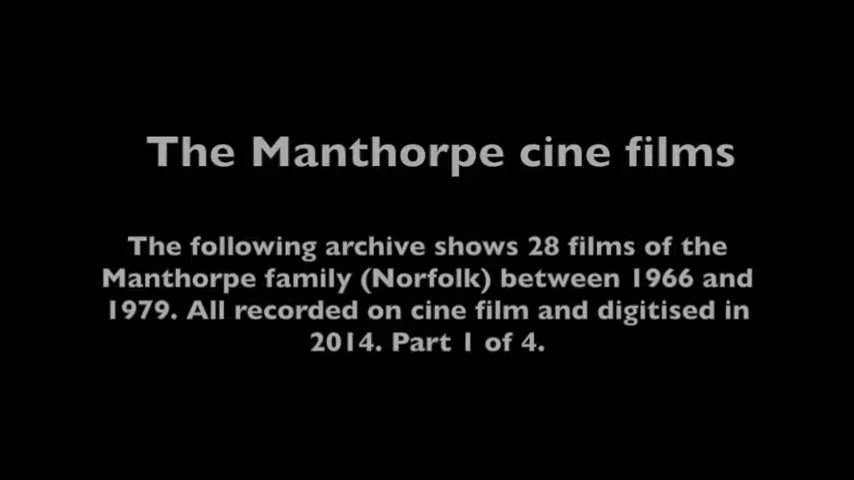 The Manthorpe cine films
The following archive shows 28 films of the
Manthorpe family (Norfolk) between 1966 and
1979. All recorded on cine film and digitised in
2014. Part 1 of 4.